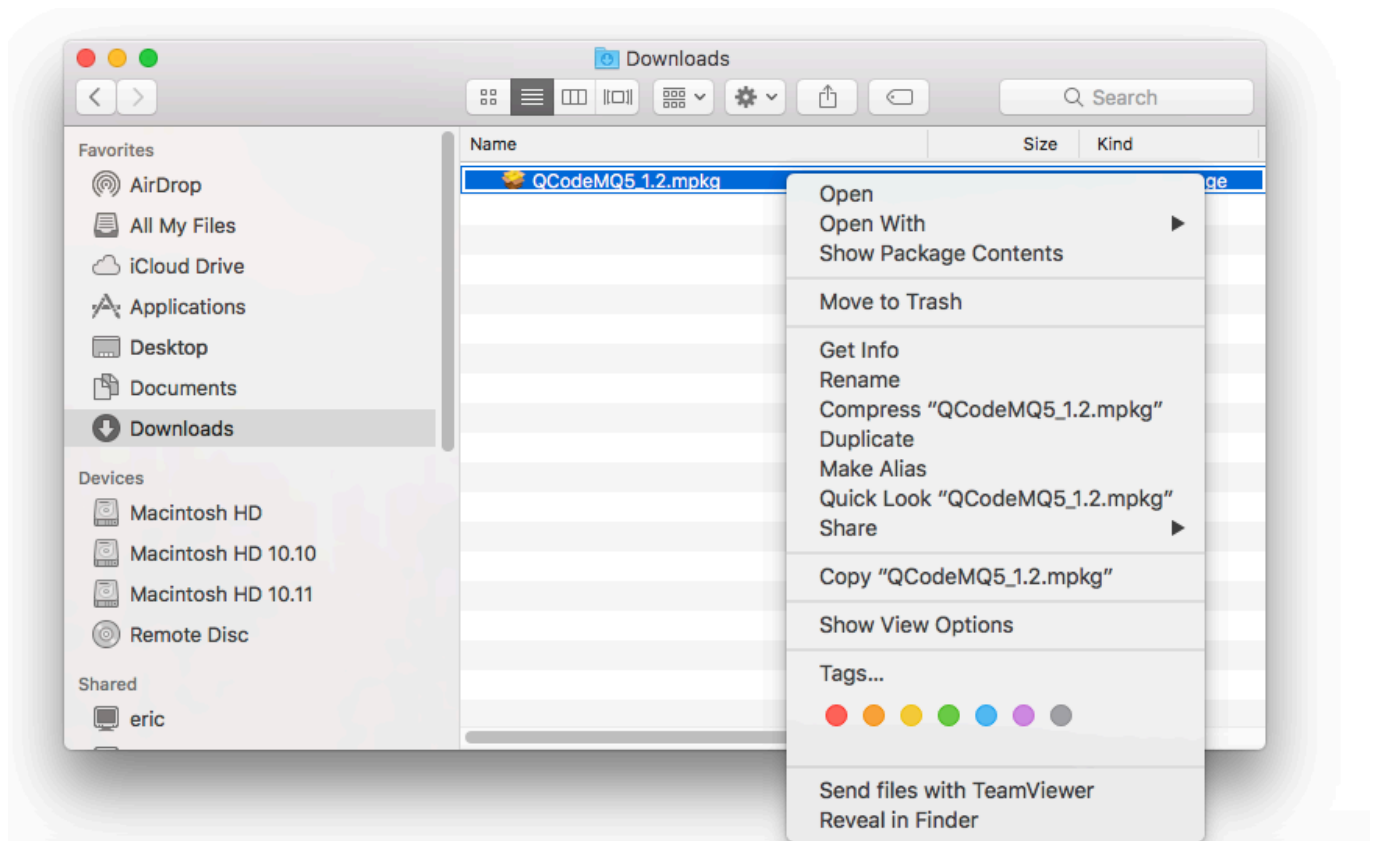 Downloads
Search
Favorites
AirDrop
All My Files
iCloud Drive
Applications
Desktop
Documents
Downloads
Devices
Macintosh HD
Macintosh HD 10.10
Macintosh HD 10.11
Remote Disc
Shared
eric
Name Size Kind
QCodeMQ5_1.2.mpkg ge
Open
Open With
Show Package Contents
Move to Trash
Get Info
Rename
Compress “QCodeMQ5_1.2.mpkg”
Duplicate
Make Alias
Quick Look “QCodeMQ5_1.2.mpkg”
Share
Copy “QCodeMQ5_1.2.mpkg”
Show View Options
Tags...
Send files with TeamViewer
Reveal in Finder